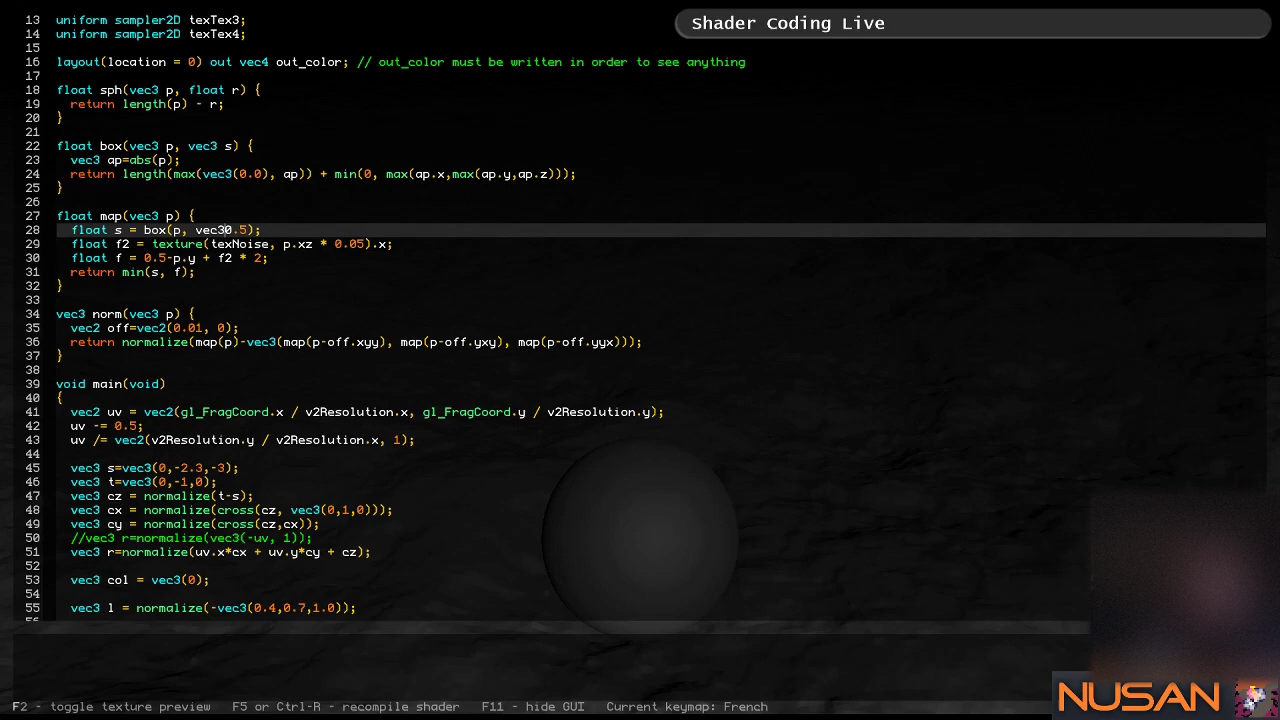 Shader Coding Live
13 uniform sampler2D texTex3;
14 uniform sampler2D texTex4;
15
16 layout(location = 0) out vec4 out_color; // out_color must be written in order to see anything
17
18 float sph(vec3 p, float r) {
19   return length(p) - r;
20 }
21
22 float box(vec3 p, vec3 s) {
23   vec3 ap=abs(p);
24   return length(max(vec3(0.0), ap)) + min(0, max(ap.x,max(ap.y,ap.z)));
25 }
26
27 float map(vec3 p) {
28   float s = box(p, vec30.5);
29   float f2 = texture(texNoise, p.xz * 0.05).x;
30   float f = 0.5-p.y + f2 * 2;
31   return min(s, f);
32 }
33
34 vec3 norm(vec3 p) {
35   vec2 off=vec2(0.01, 0);
36   return normalize(map(p)-vec3(map(p-off.xyy), map(p-off.yxy), map(p-off.yyx)));
37 }
38
39 void main(void)
40 {
41   vec2 uv = vec2(gl_FragCoord.x / v2Resolution.x, gl_FragCoord.y / v2Resolution.y);
42   uv -= 0.5;
43   uv /= vec2(v2Resolution.y / v2Resolution.x, 1);
44
45   vec3 s=vec3(0,-2.3,-3);
46   vec3 t=vec3(0,-1,0);
47   vec3 cz = normalize(t-s);
48   vec3 cx = normalize(cross(cz, vec3(0,1,0)));
49   vec3 cy = normalize(cross(cz,cx));
50   //vec3 r=normalize(vec3(-uv, 1));
51   vec3 r=normalize(uv.x*cx + uv.y*cy + cz);
52
53   vec3 col = vec3(0);
54
55   vec3 l = normalize(-vec3(0.4,0.7,1.0));
F2 - toggle texture preview   F5 or Ctrl-R - recompile shader   F11 - hide GUI   Current keymap: French
NUSAN